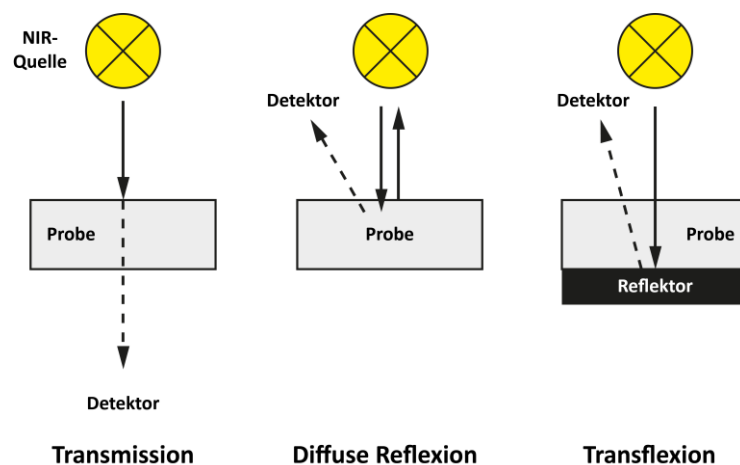 NIR-
Quelle
Probe
Detektor
Transmission
Detektor
Probe
Diffuse Reflexion
Detektor
Probe
Reflektor
Transflexion